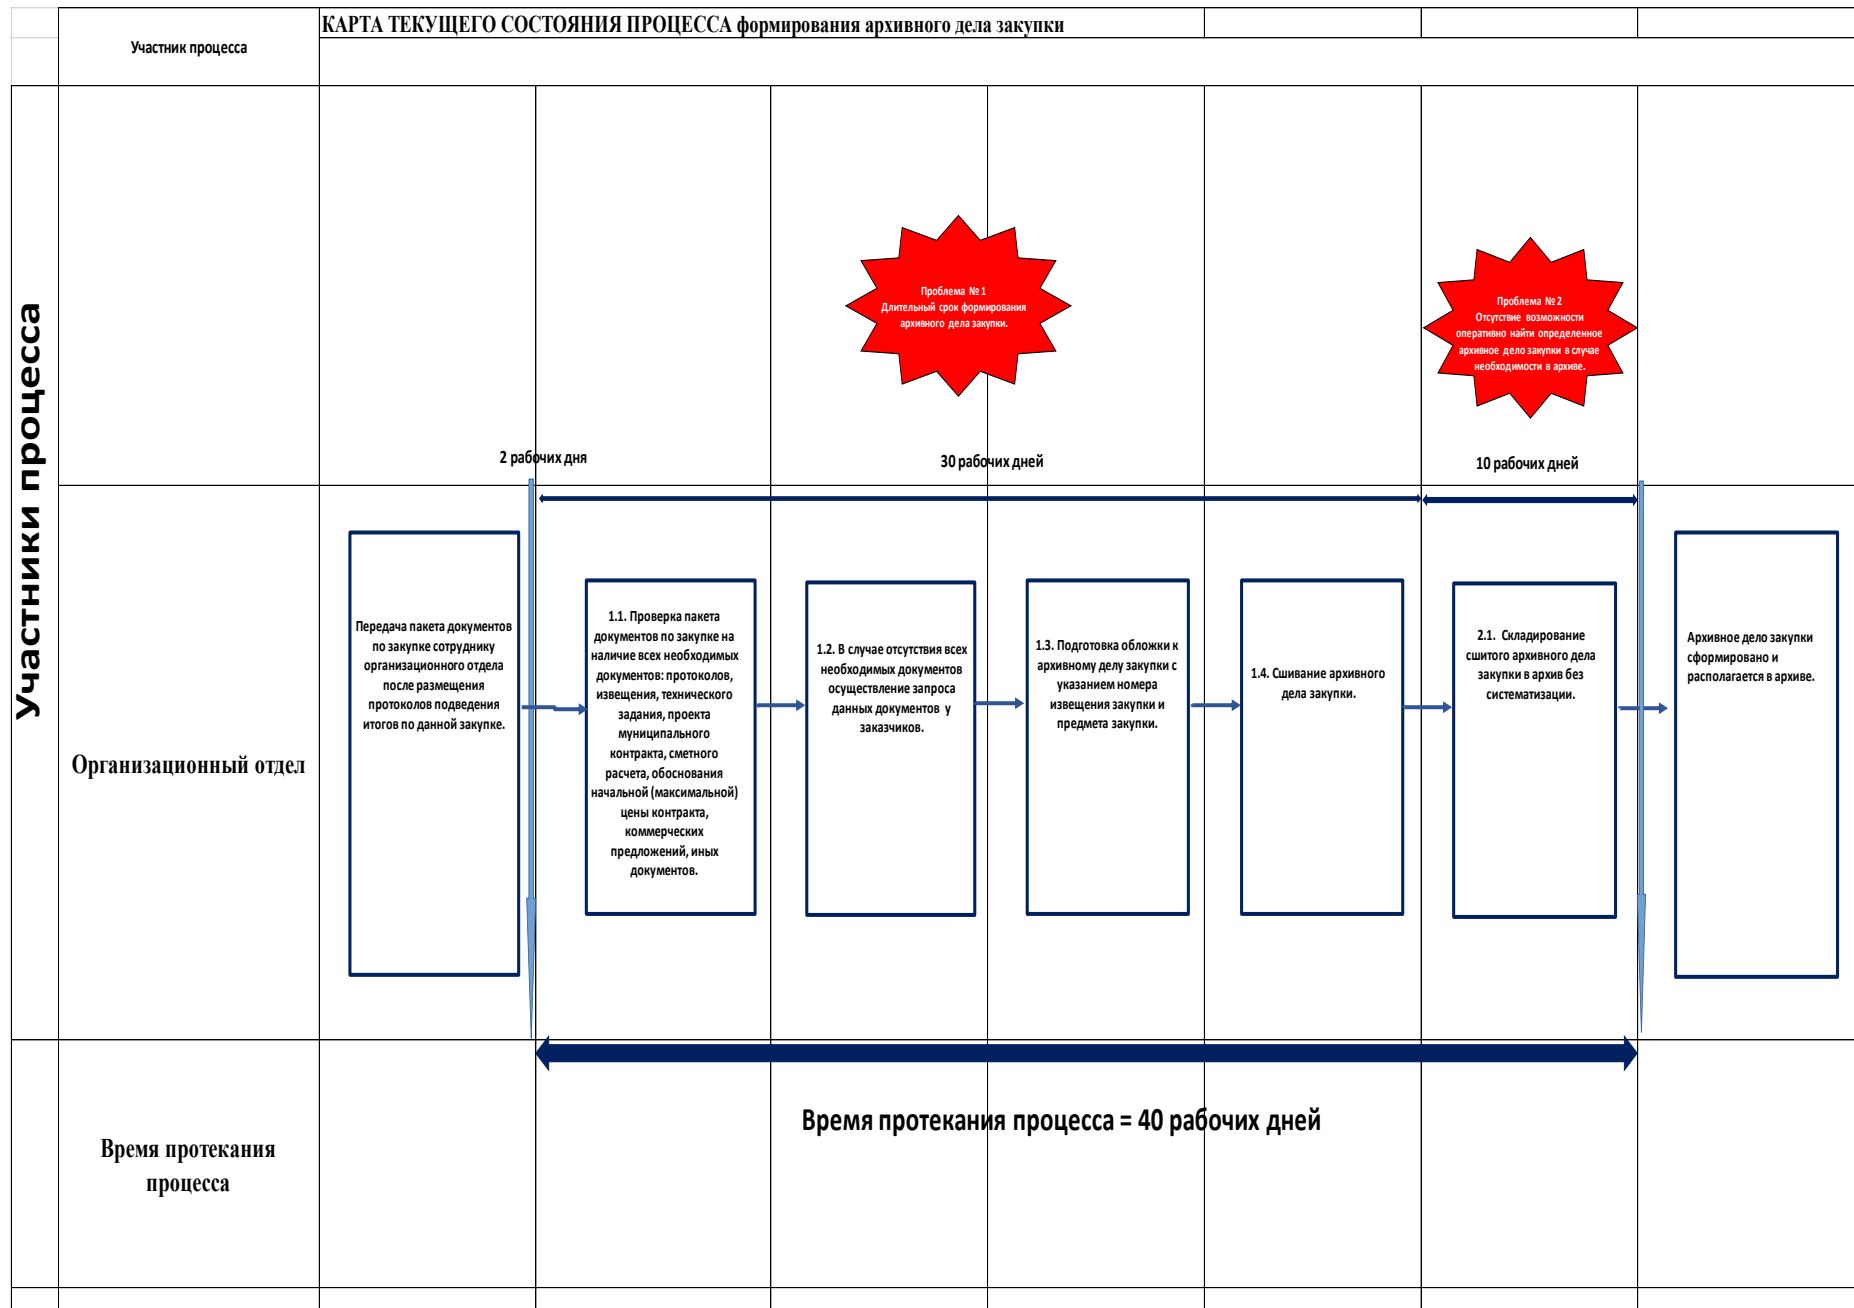 КАРТА ТЕКУЩЕГО СОСТОЯНИЯ ПРОЦЕССА формирования архивного дела закупки
Участник процесса
Участники процесса
Проблема № 1
Длительный срок формирования
архивного дела закупки.
Проблема № 2
Отсутствие возможности
оперативно найти определенное
архивное дело закупки в случае
необходимости в архиве.
2 рабочих дня
30 рабочих дней
10 рабочих дней
Организационный отдел
Передача пакета документов
по закупке сотруднику
организационного отдела
после размещения
протоколов подведения
итогов по данной закупке.
1.1. Проверка пакета
документов по закупке на
наличие всех необходимых
документов: протоколов,
извещения, технического
задания, проекта
муниципального
контракта, сметного
расчета, обоснования
начальной (максимальной)
цены контракта,
коммерческих
предложений, иных
документов.
1.2. В случае отсутствия всех
необходимых документов
осуществление запроса
данных документов у
заказчиков.
1.3. Подготовка обложки к
архивному делу закупки с
указанием номера
извещения закупки и
предмета закупки.
1.4. Сшивание архивного
дела закупки.
2.1. Складирование
сшитого архивного дела
закупки в архив без
систематизации.
Архивное дело закупки
сформировано и
располагается в архиве.
Время протекания
процесса
Время протекания процесса = 40 рабочих дней